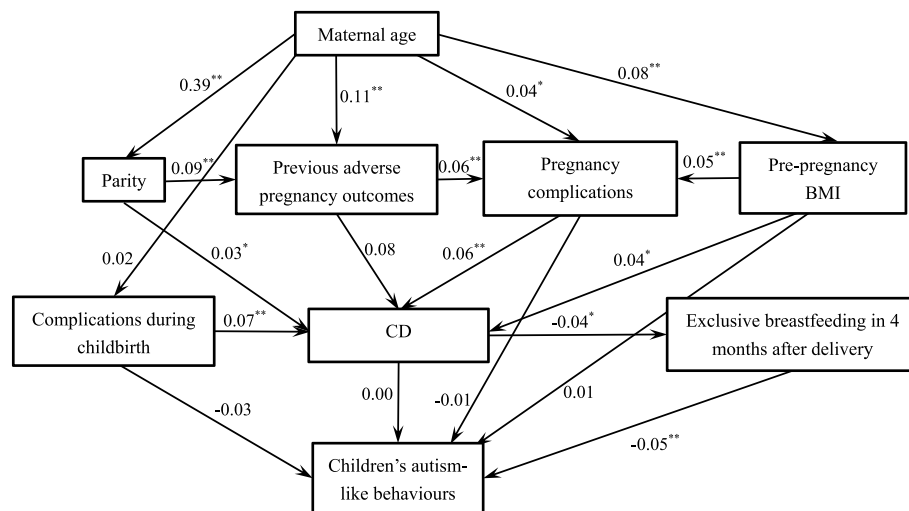 Maternal age
0.39**
0.11**
0.04*
0.08**
Parity
0.09**
Previous adverse
pregnancy outcomes
0.06**
Pregnancy
complications
0.05**
Pre-pregnancy
BMI
0.02
0.03*
0.08
0.06**
0.04*
Complications during
childbirth
0.07**
CD
-0.04*
Exclusive breastfeeding in 4
months after delivery
-0.03
0.00
-0.01
0.01
-0.05**
Children's autism-
like behaviours